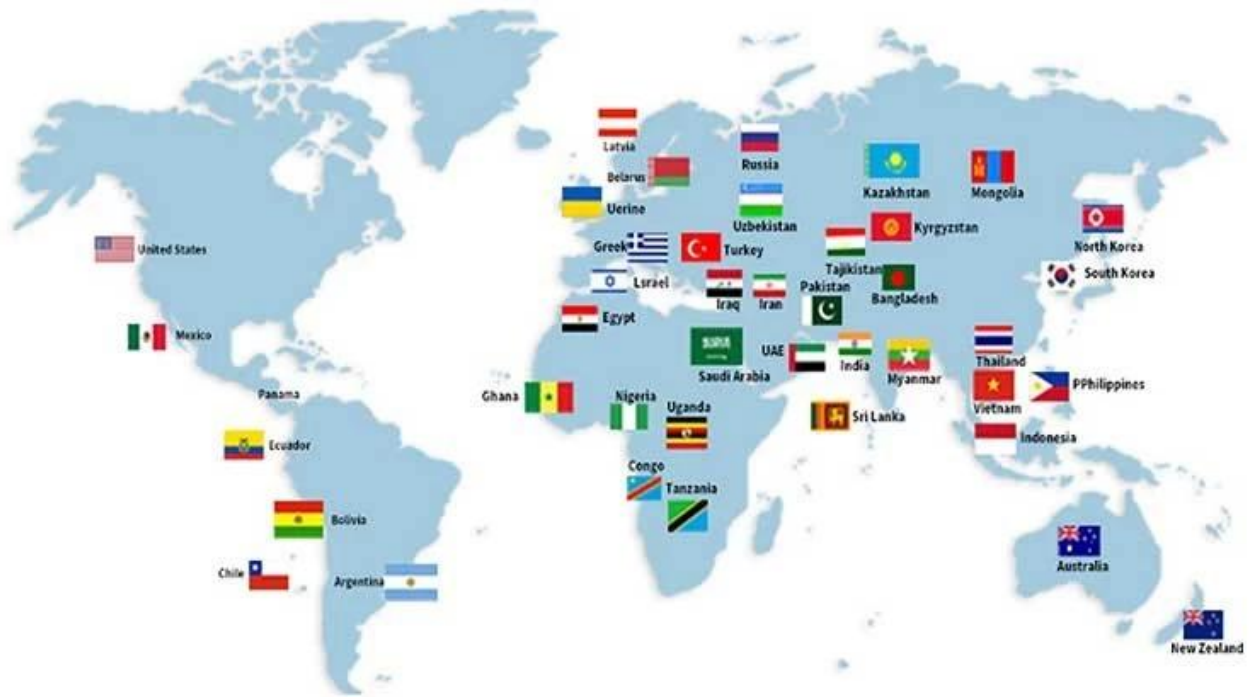 Latvia
Russia
Belarus
Kazakhstan
Mongolia
Uerine
Uzbekistan
Kyrgyzstan
North Korea
United States
Greek
Turkey
Tajikistan
South Korea
Lsrael
Iraq
Iran
Pakistan
Bangladesh
Egypt
Mexico
Saudi Arabia
UAE
India
Myanmar
Thailand
Panama
Ghana
Nigeria
Uganda
PPhilippines
Vietnam
Sri Lanka
Ecuador
Indonesia
Congo
Tanzania
Bolivia
Chile
Argentina
Australia
New Zealand